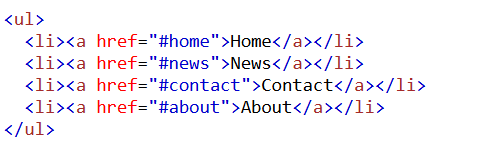 <ul>
  <li><a href="#home">Home</a></li>
  <li><a href="#news">News</a></li>
  <li><a href="#contact">Contact</a></li>
  <li><a href="#about">About</a></li>
</ul>